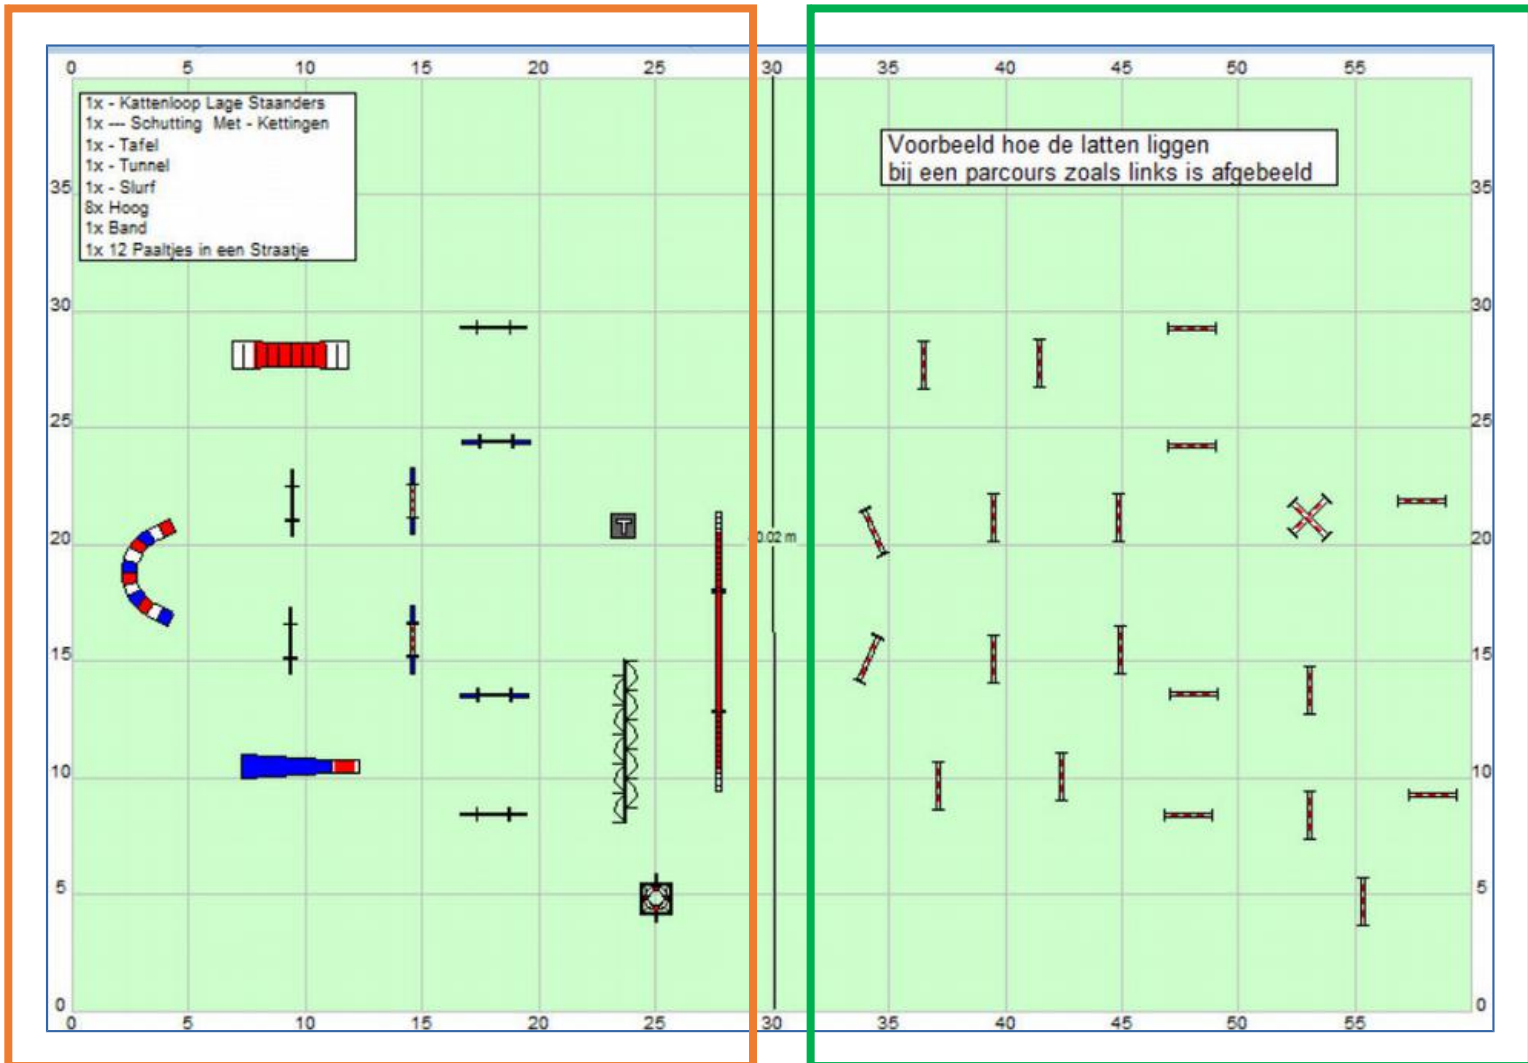 0 5 10 15 20 25 30 35 40 45 50 55
1x - Kattenloop Lage Staanders
1x --- Schutting Met - Kettingen
1x - Tafel
1x - Tunnel
1x - Slurf
8x Hoog
1x Band
1x 12 Paaltjes in een Straatje
Voorbeeld hoe de latten liggen
bij een parcours zoals links is afgebeeld
35 35
30 30
25 25
T
20 0.02 m 20
15 15
10 10
5 5
0 0
0 5 10 15 20 25 30 35 40 45 50 55